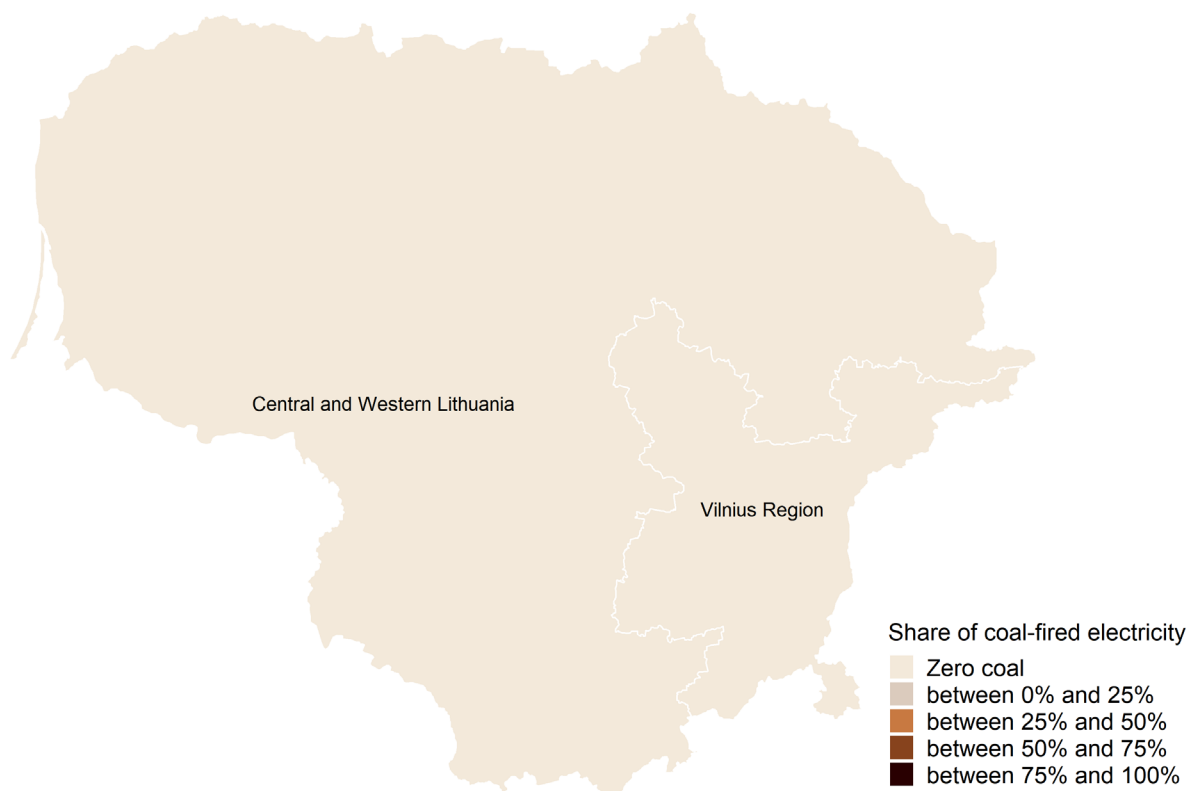 Central and Western Lithuania
Vilnius Region
Share of coal-fired electricity
Zero coal
between 0% and 25%
between 25% and 50%
between 50% and 75%
between 75% and 100%